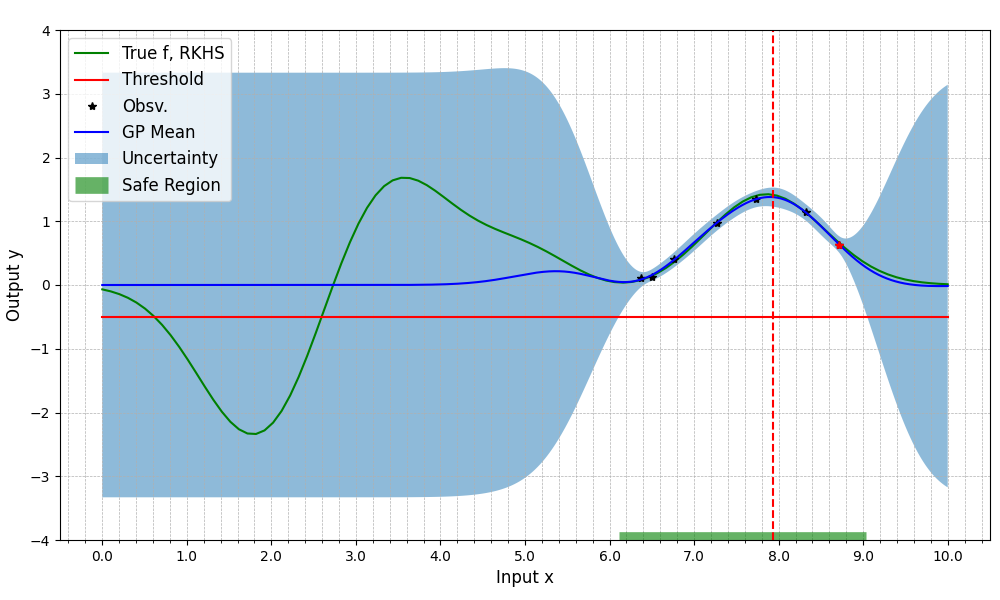 4
3
2
1
0
−1
−2
−3
−4
Output y
True f, RKHS
Threshold
Obsv.
GP Mean
Uncertainty
Safe Region
0.0 1.0 2.0 3.0 4.0 5.0 6.0 7.0 8.0 9.0 10.0
Input x